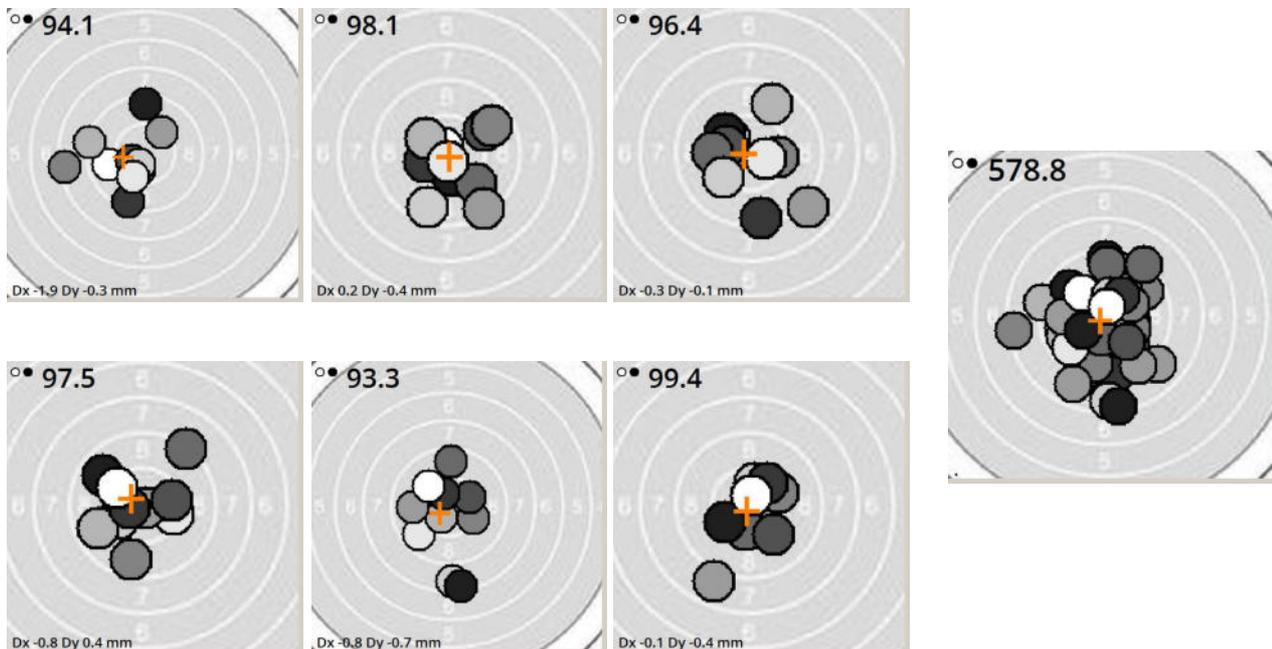 94.1
98.1
96.4
Dx -1.9 Dy -0.3 mm
Dx 0.2 Dy -0.4 mm
Dx -0.3 Dy -0.1 mm
578.8
97.5
93.3
99.4
Dx -0.8 Dy 0.4 mm
Dx -0.8 Dy -0.7 mm
Dx -0.1 Dy -0.4 mm